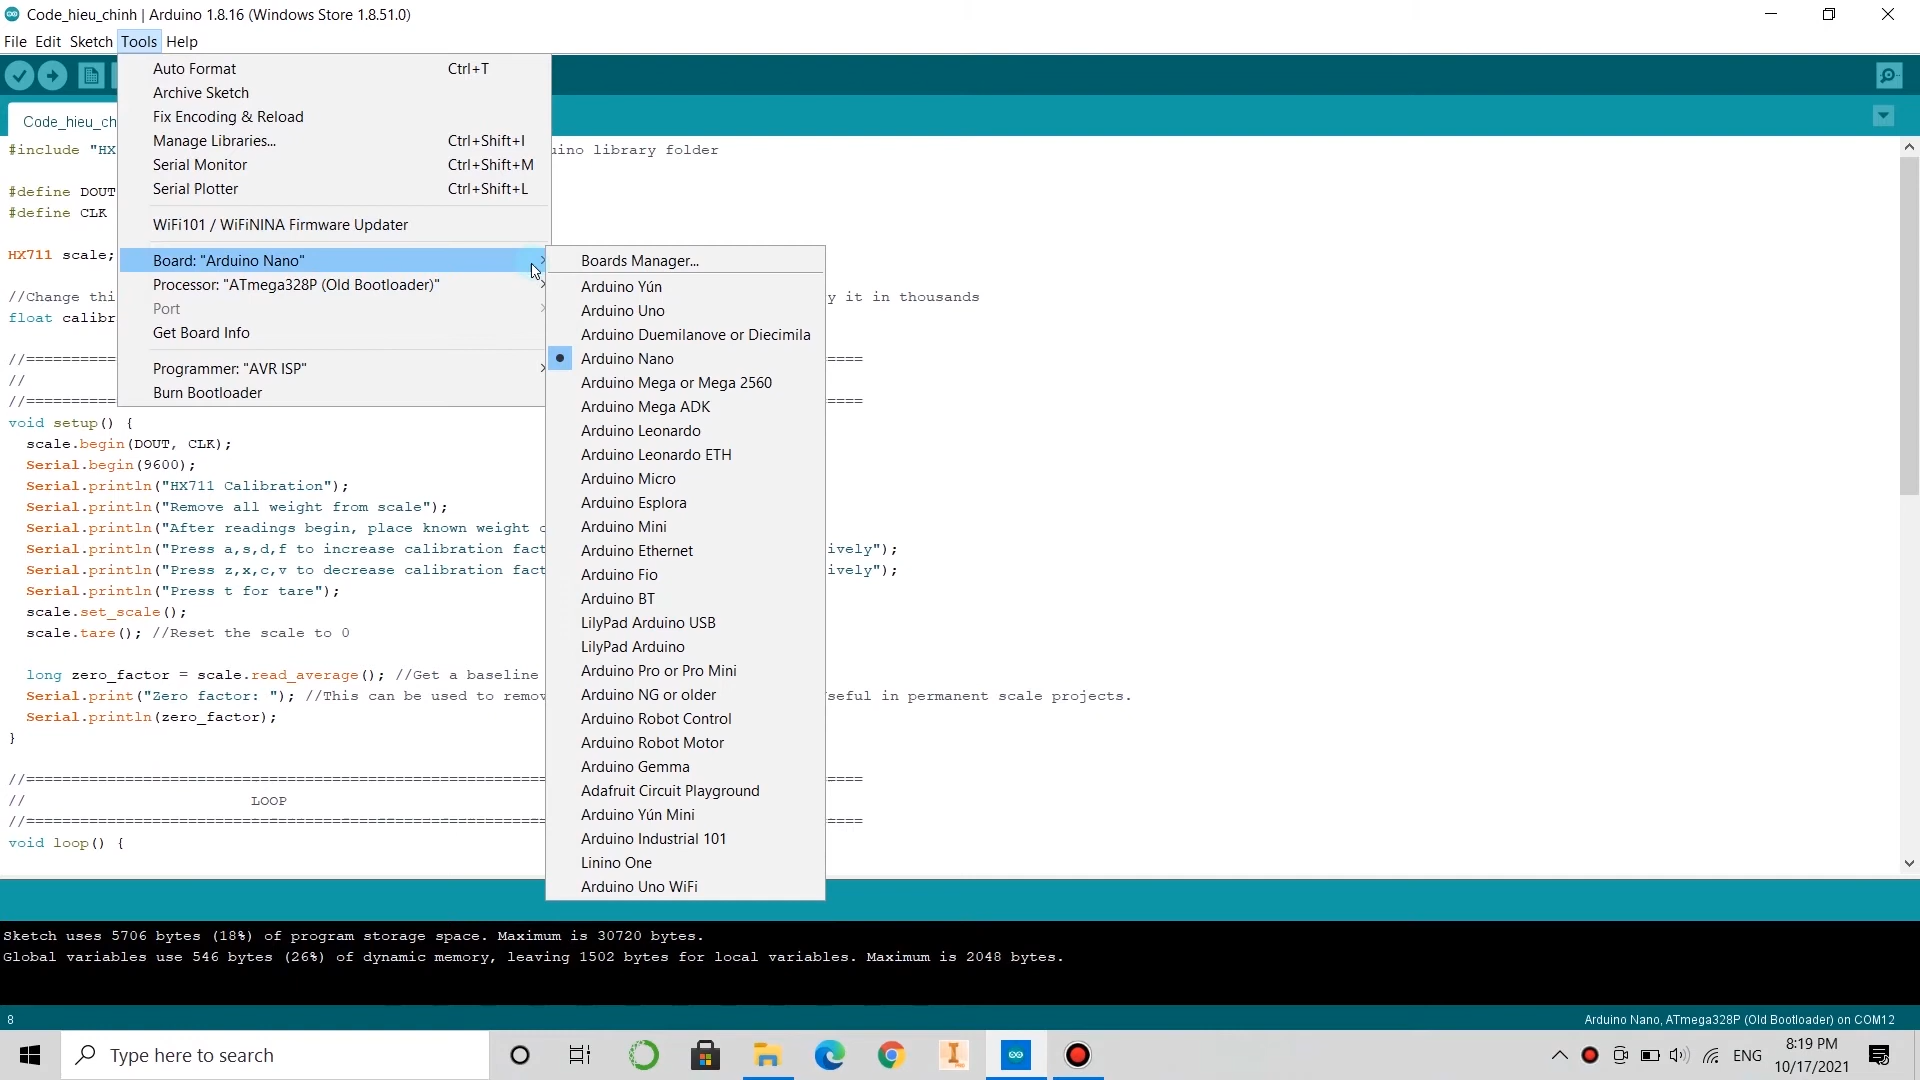 Code_hieu_chinh | Arduino 1.8.16 (Windows Store 1.8.51.0)
File Edit Sketch Tools Help
Code_hieu_ch
Auto Format Ctrl+T
Archive Sketch
Fix Encoding & Reload
Manage Libraries... Ctrl+Shift+I
Serial Monitor Ctrl+Shift+M
Serial Plotter Ctrl+Shift+L
WiFi101 / WiFiNINA Firmware Updater
Board: "Arduino Nano"
Processor: "ATmega328P (Old Bootloader)"
Port
Get Board Info
Programmer: "AVR ISP"
Burn Bootloader
Boards Manager...
Arduino Yún
Arduino Uno
Arduino Duemilanove or Diecimila
Arduino Nano
Arduino Mega or Mega 2560
Arduino Mega ADK
Arduino Leonardo
Arduino Leonardo ETH
Arduino Micro
Arduino Esplora
Arduino Mini
Arduino Ethernet
Arduino Fio
Arduino BT
LilyPad Arduino USB
LilyPad Arduino
Arduino Pro or Pro Mini
Arduino NG or older
Arduino Robot Control
Arduino Robot Motor
Arduino Gemma
Adafruit Circuit Playground
Arduino Yún Mini
Arduino Industrial 101
Linino One
Arduino Uno WiFi
#include "HX uino library folder
#define DOUT
#define CLK
HX711 scale;
//Change thi y it in thousands
float calibr
//============= ====
//
//============= ====
void setup() {
scale.begin(DOUT, CLK);
Serial.begin(9600);
Serial.println("HX711 Calibration");
Serial.println("Remove all weight from scale");
Serial.println("After readings begin, place known weight o
Serial.println("Press a,s,d,f to increase calibration fact ively");
Serial.println("Press z,x,c,v to decrease calibration fact ively");
Serial.println("Press t for tare");
scale.set_scale();
scale.tare(); //Reset the scale to 0
long zero_factor = scale.read_average(); //Get a baseline
Serial.print("Zero factor: "); //This can be used to remov seful in permanent scale projects.
Serial.println(zero_factor);
}
//========================================================== ====
// LOOP
//========================================================== ====
void loop() {
Sketch uses 5706 bytes (18%) of program storage space. Maximum is 30720 bytes.
Global variables use 546 bytes (26%) of dynamic memory, leaving 1502 bytes for local variables. Maximum is 2048 bytes.
8 Arduino Nano, ATmega328P (Old Bootloader) on COM12
Type here to search
ENG
8:19 PM
10/17/2021